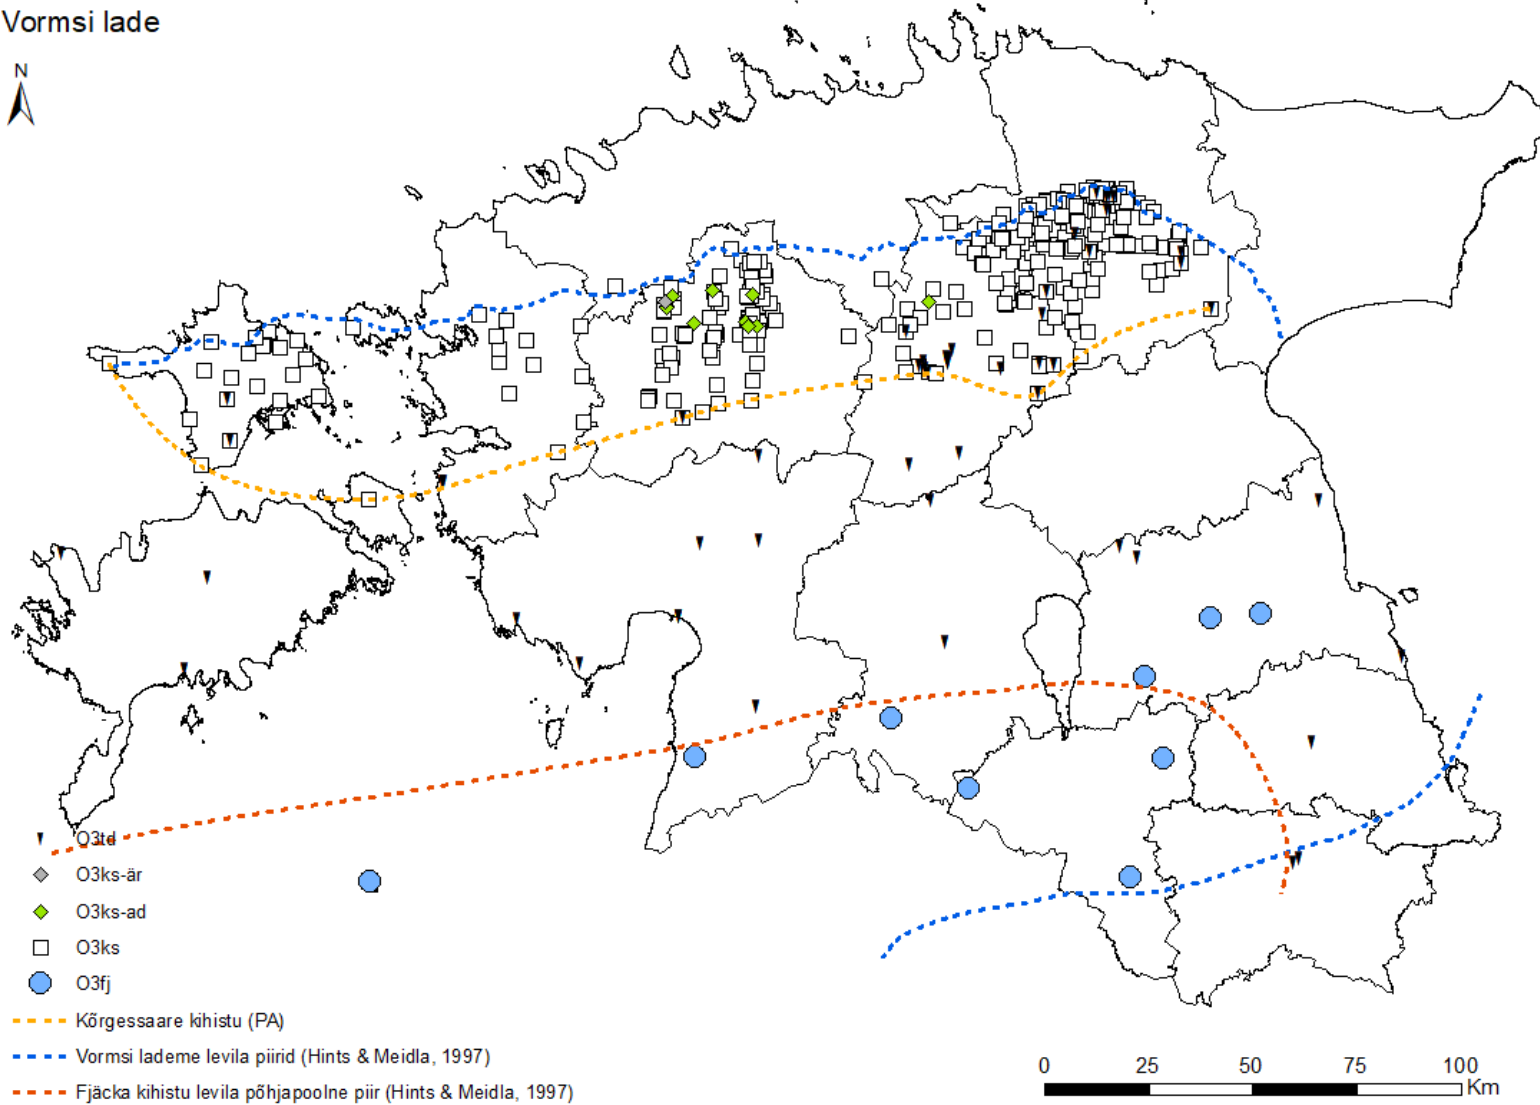 Vormsi lade
N
O3td
O3ks-är
O3ks-ad
O3ks
O3fj
Kõrgessaare kihistu (PA)
Vormsi lademe levila piirid (Hints & Meidla, 1997)
Fjäcka kihistu levila põhjapoolne piir (Hints & Meidla, 1997)
0 25 50 75 100
Km